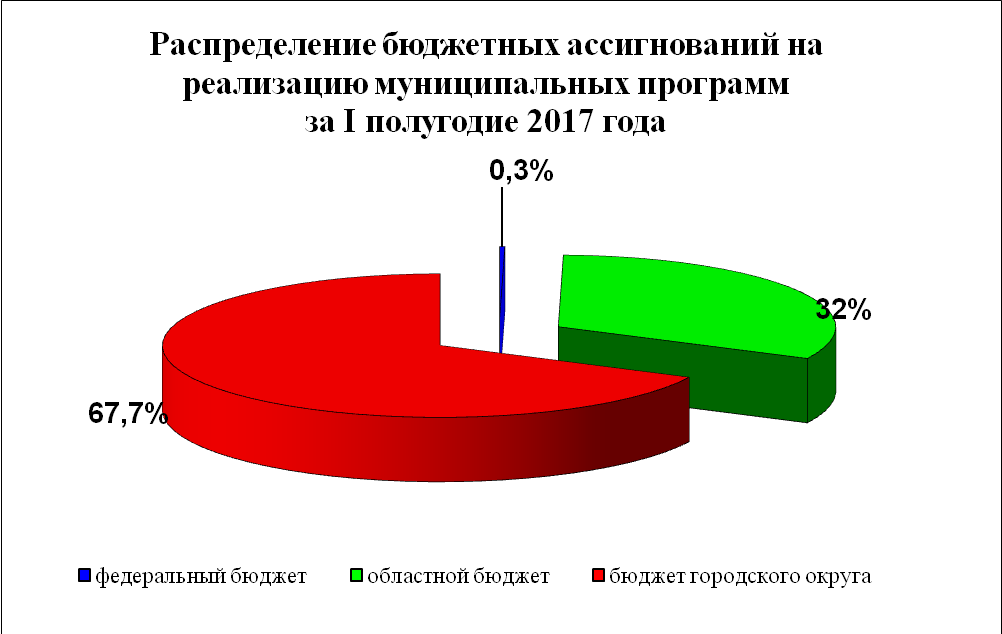 Распределение бюджетных ассигнований на
реализацию муниципальных программ
за I полугодие 2017 года
0,3%
32%
67,7%
федеральный бюджет
областной бюджет
бюджет городского округа